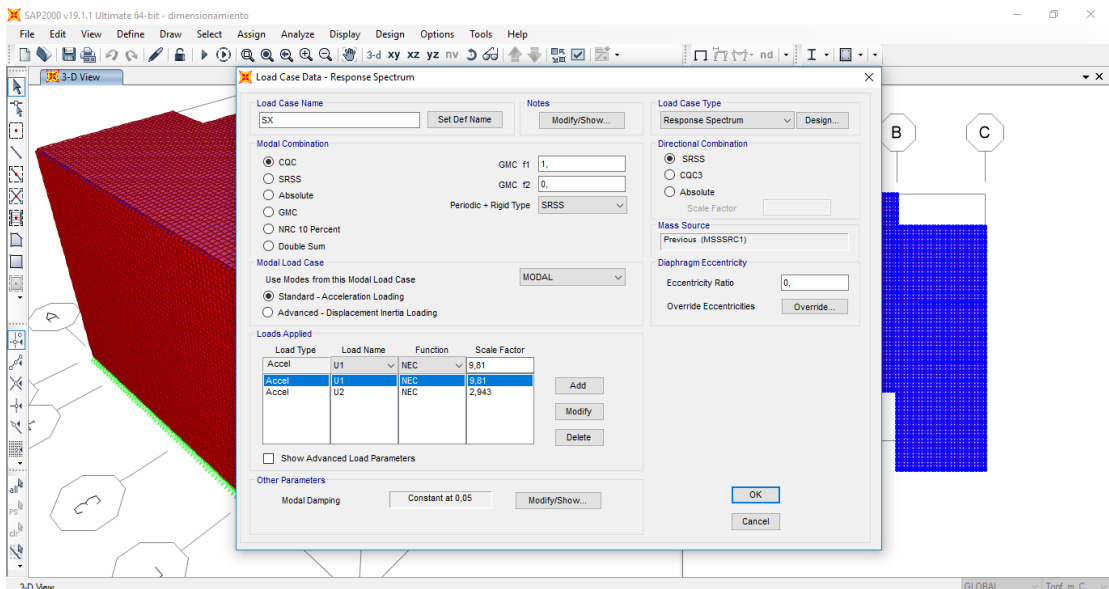 SAP2000 v19.1.1 Ultimate 64-bit - dimensionamiento
File Edit View Define Draw Select Assign Analyze Display Design Options Tools Help
3-d xy xz yz nv nd
3-D View
Load Case Data - Response Spectrum
Load Case Name
SX
Set Def Name
Notes
Modify/Show...
Load Case Type
Response Spectrum
Design...
Modal Combination
CQC
SRSS
Absolute
GMC
NRC 10 Percent
Double Sum
GMC f1 1,
GMC f2 0,
Periodic + Rigid Type SRSS
Directional Combination
SRSS
CQC3
Absolute
Scale Factor
Mass Source
Previous (MSSSRC1)
Modal Load Case
Use Modes from this Modal Load Case MODAL
Standard - Acceleration Loading
Advanced - Displacement Inertia Loading
Diaphragm Eccentricity
Eccentricity Ratio 0,
Override Eccentricities Override...
Loads Applied
Load Type Load Name Function Scale Factor
Accel U1 NEC 9,81
Accel U1 NEC 9,81
Accel U2 NEC 2,943
Add
Modify
Delete
Show Advanced Load Parameters
Other Parameters
Modal Damping Constant at 0,05 Modify/Show...
OK
Cancel
B
C
A
all
PS
clr
3-D View
GLOBAL
Tonf, m, C